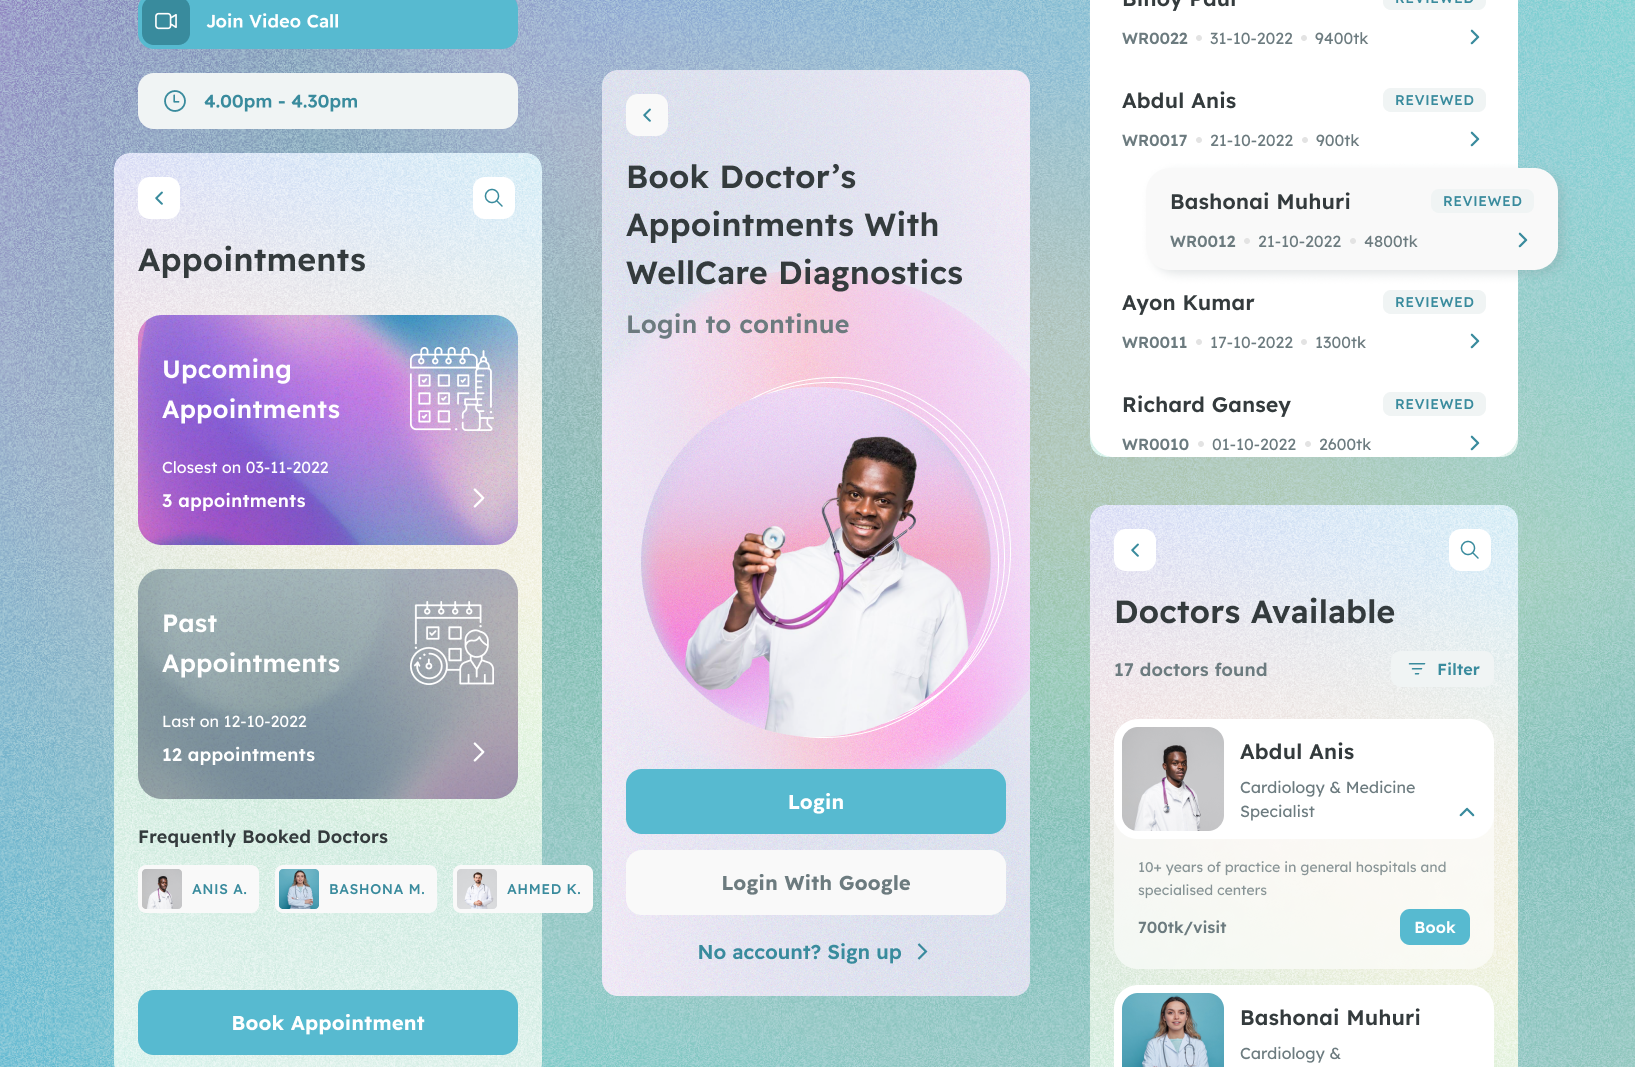 Join Video Call
4.00pm - 4.30pm
Appointments
Upcoming
Appointments
Closest on 03-11-2022
3 appointments
Past
Appointments
Last on 12-10-2022
12 appointments
Frequently Booked Doctors
ANIS A.
BASHONA M.
AHMED K.
Book Appointment
Book Doctor’s
Appointments With
WellCare Diagnostics
Login to continue
Login
Login With Google
No account? Sign up
Binoy Paul REVIEWED
WR0022 • 31-10-2022 • 9400tk
Abdul Anis REVIEWED
WR0017 • 21-10-2022 • 900tk
Bashonai Muhuri REVIEWED
WR0012 • 21-10-2022 • 4800tk
Ayon Kumar REVIEWED
WR0011 • 17-10-2022 • 1300tk
Richard Gansey REVIEWED
WR0010 • 01-10-2022 • 2600tk
Doctors Available
17 doctors found
Filter
Abdul Anis
Cardiology & Medicine
Specialist
10+ years of practice in general hospitals and
specialised centers
700tk/visit
Book
Bashonai Muhuri
Cardiology &